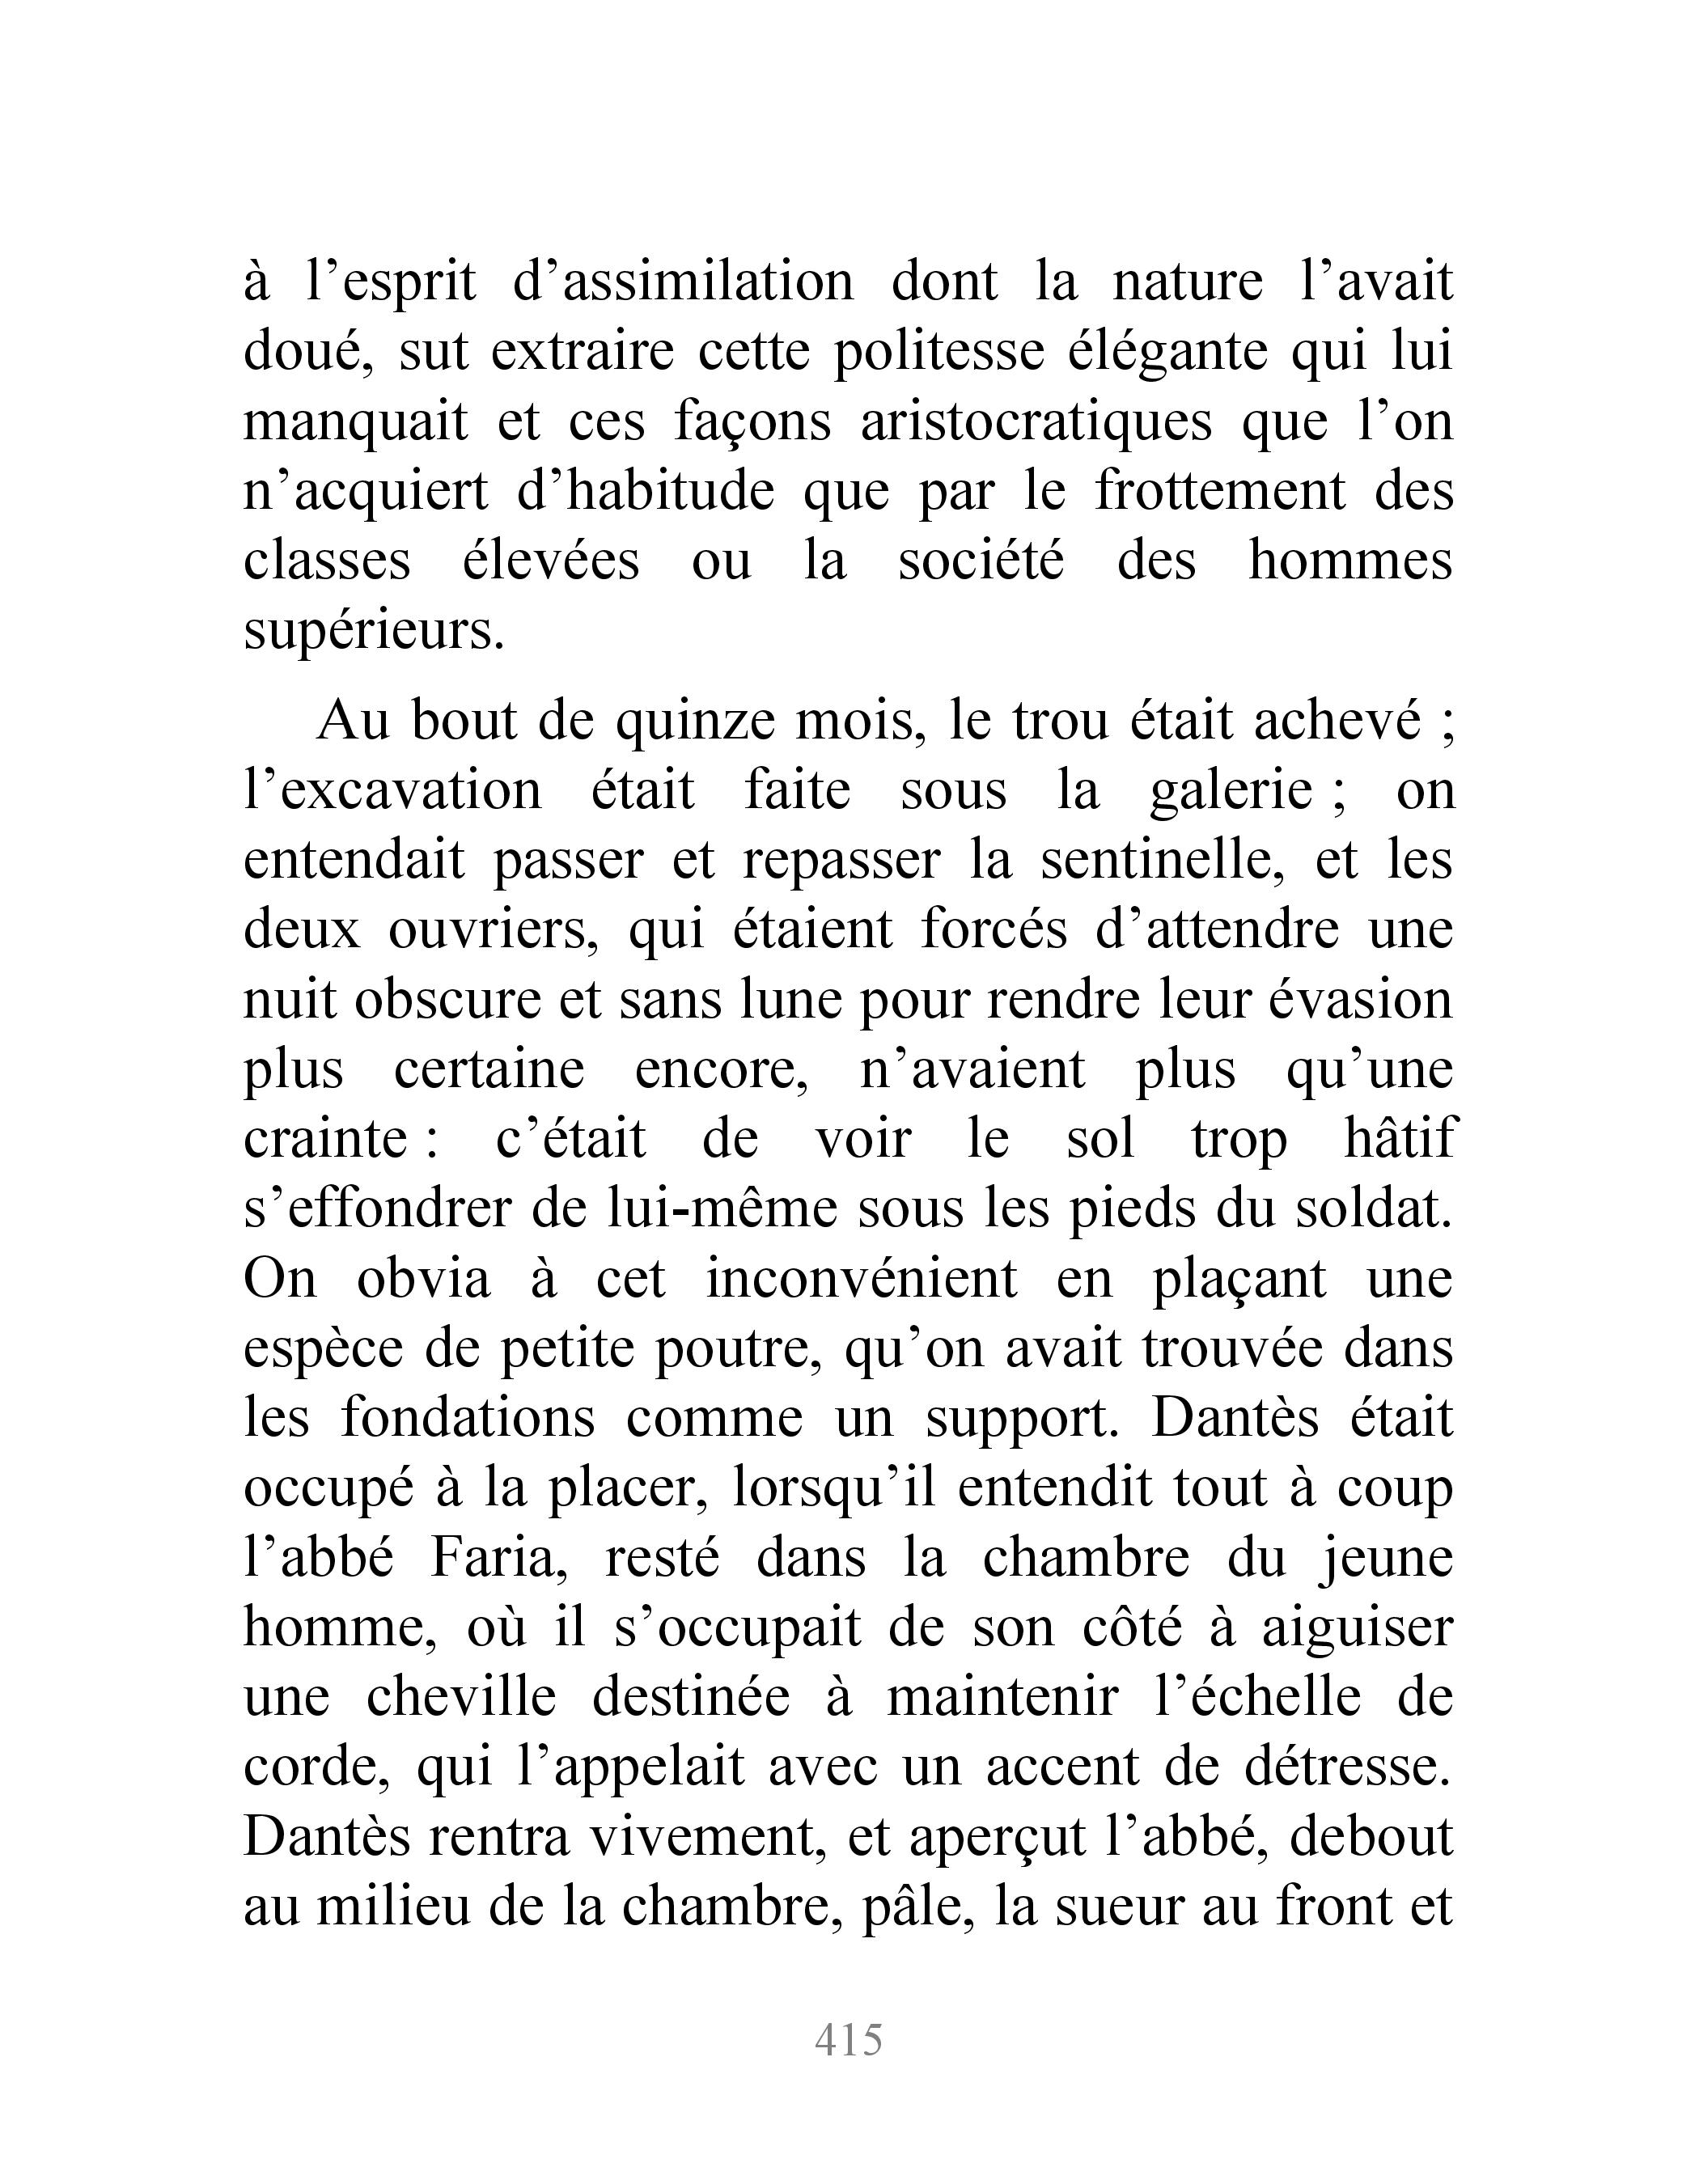 à l’esprit d’assimilation dont la nature l’avait
doué, sut extraire cette politesse élégante qui lui
manquait et ces façons aristocratiques que l’on
n’acquiert d’habitude que par le frottement des
classes élevées ou la société des hommes
supérieurs.
Au bout de quinze mois, le trou était achevé ;
l’excavation était faite sous la galerie ; on
entendait passer et repasser la sentinelle, et les
deux ouvriers, qui étaient forcés d’attendre une
nuit obscure et sans lune pour rendre leur évasion
plus certaine encore, n’avaient plus qu’une
crainte : c’était de voir le sol trop hâtif
s’effondrer de lui-même sous les pieds du soldat.
On obvia à cet inconvénient en plaçant une
espèce de petite poutre, qu’on avait trouvée dans
les fondations comme un support. Dantès était
occupé à la placer, lorsqu’il entendit tout à coup
l’abbé Faria, resté dans la chambre du jeune
homme, où il s’occupait de son côté à aiguiser
une cheville destinée à maintenir l’échelle de
corde, qui l’appelait avec un accent de détresse.
Dantès rentra vivement, et aperçut l’abbé, debout
au milieu de la chambre, pâle, la sueur au front et
415